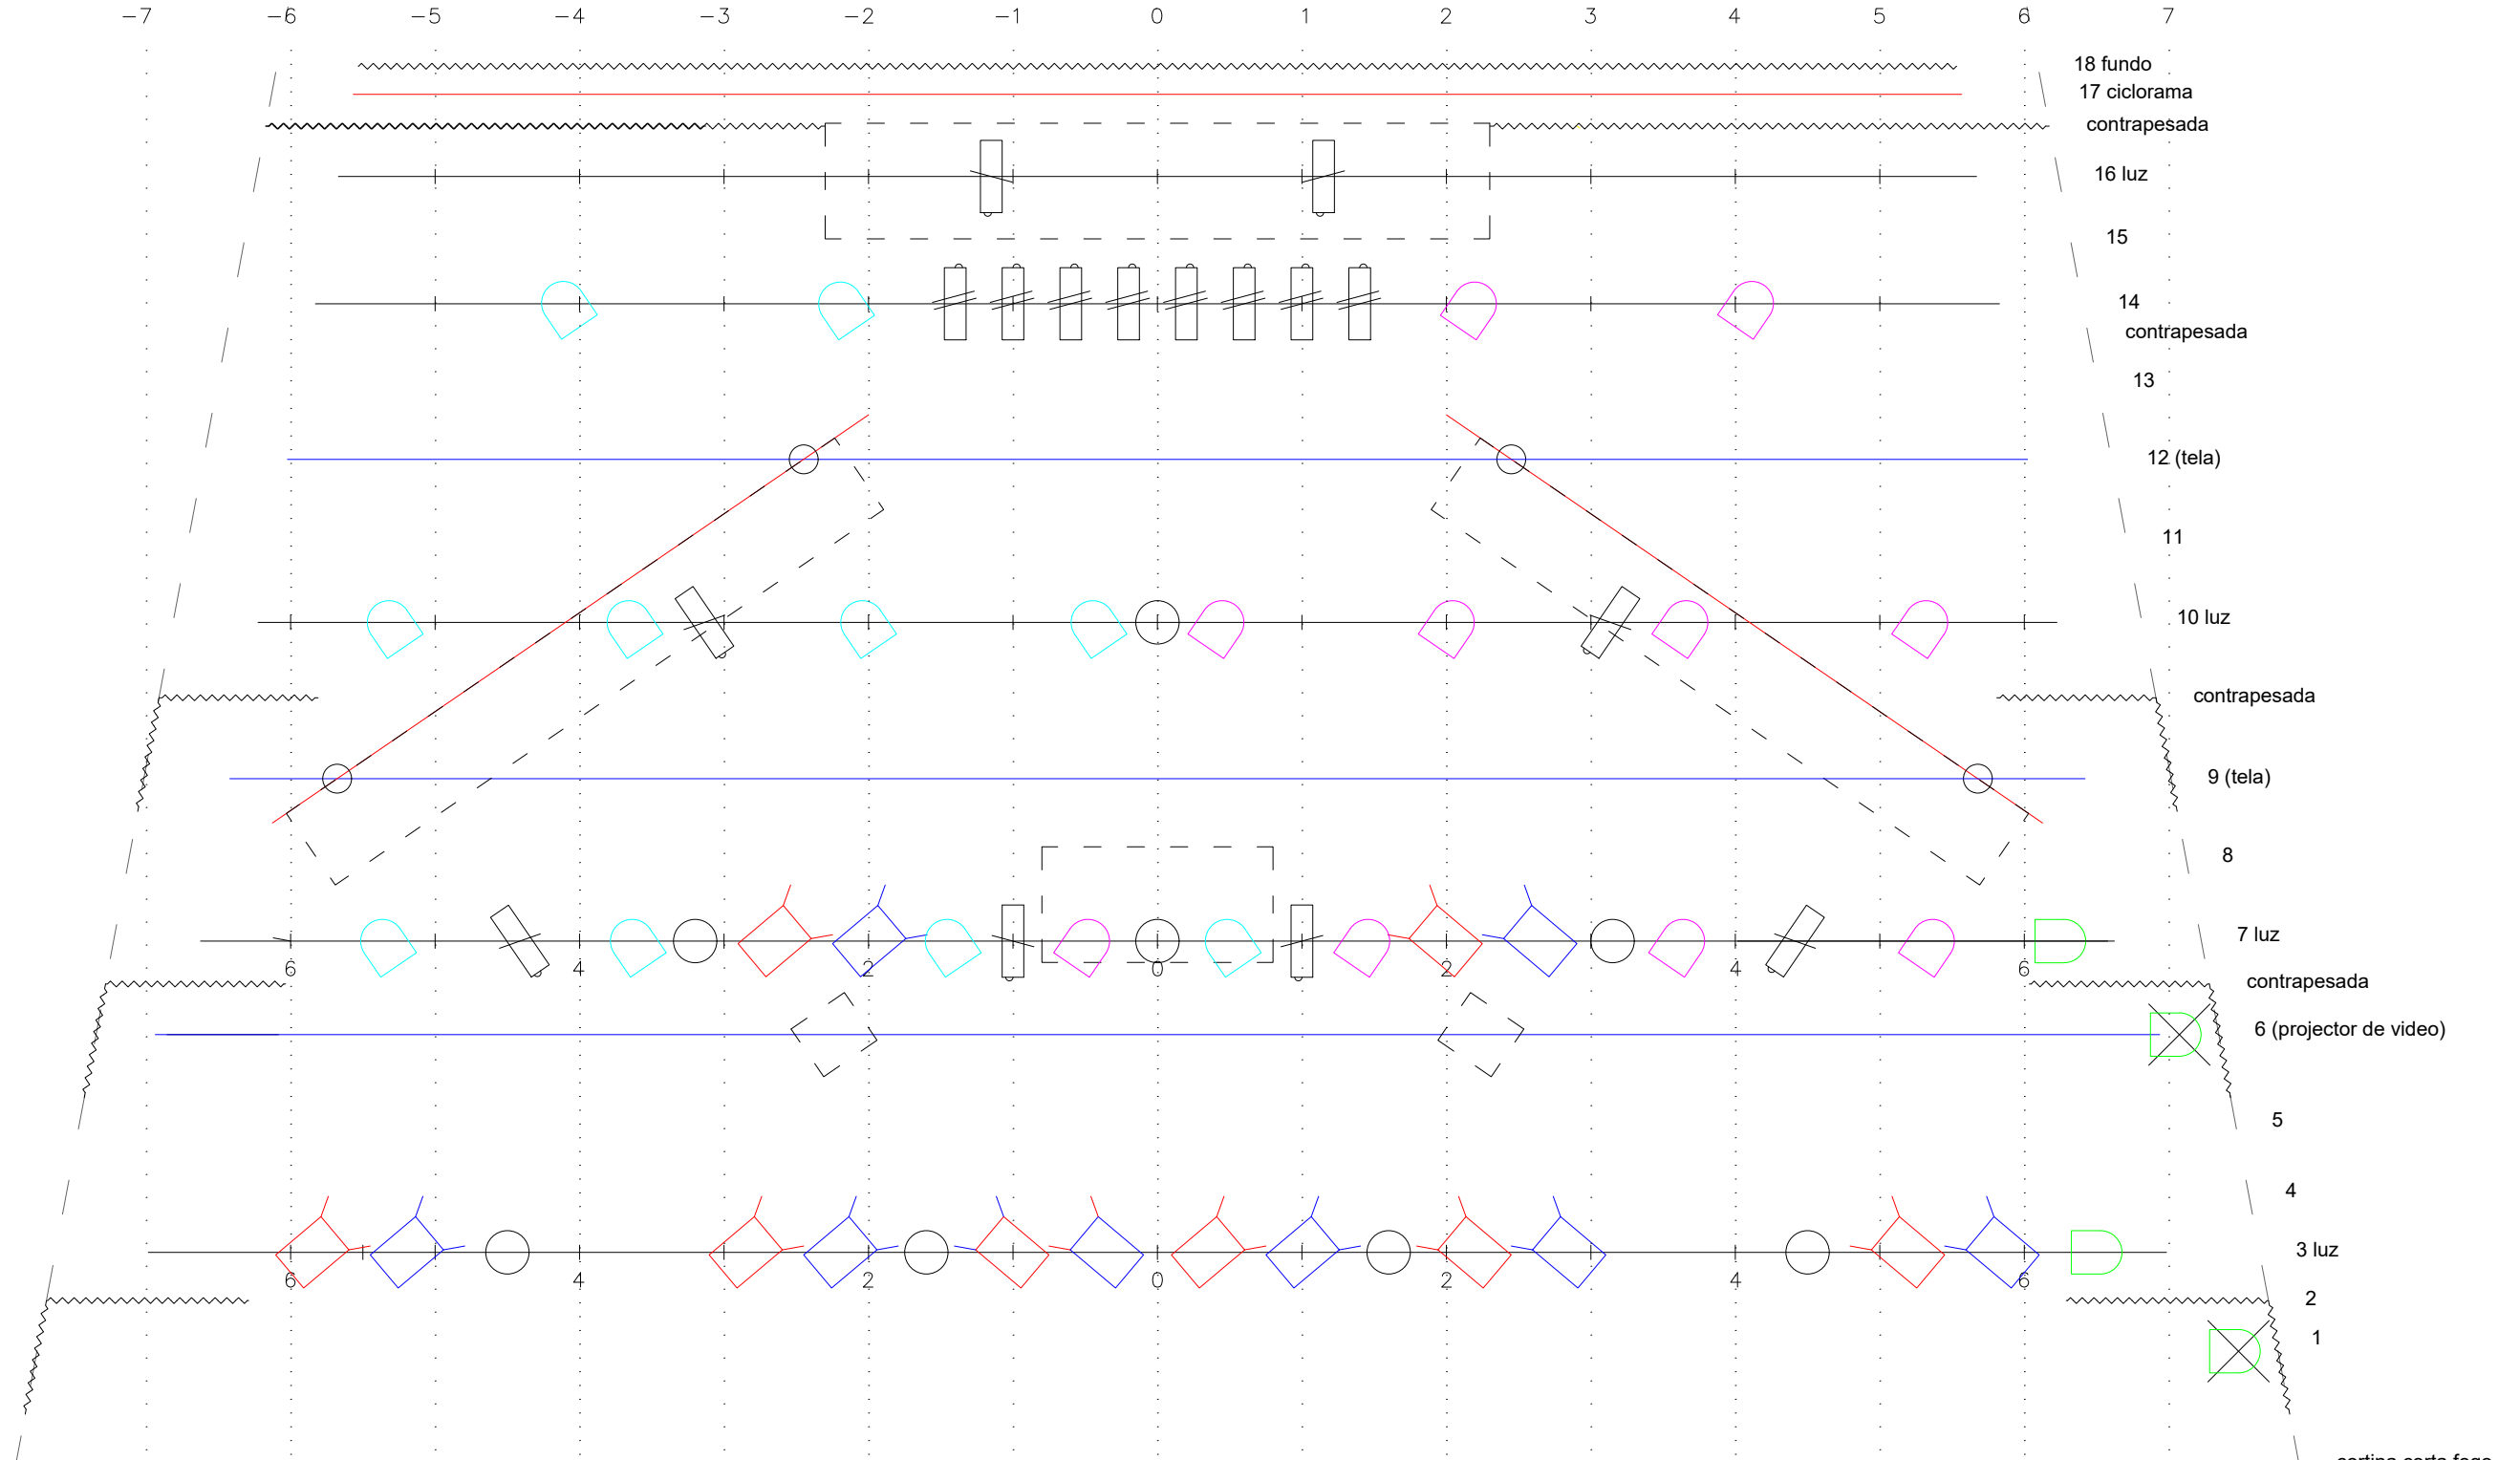 -7 -6 -5 -4 -3 -2 -1 0 1 2 3 4 5 6 7
18 fundo
17 ciclorama
contrapesada
16 luz
15
14
contrapesada
13
12 (tela)
11
10 luz
contrapesada
9 (tela)
8
7 luz
6 4 2 0 2 4 6
contrapesada
6 (projector de video)
5
4
3 luz
6 4 2 0 2 4 6
2
1